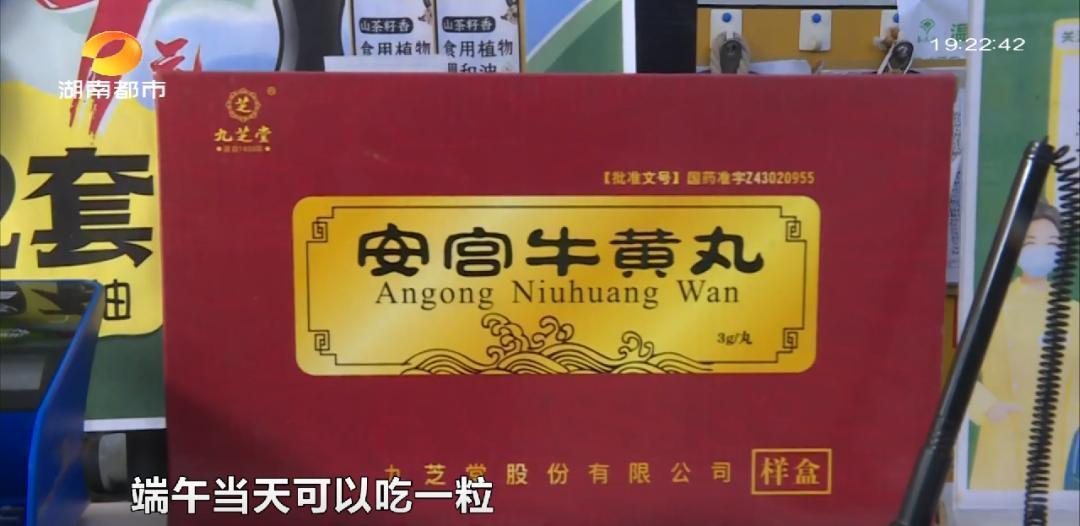 湖南都市
19:22:42
山茶籽香
食用植物
山茶籽香
食用植物
套
芝
®
九芝堂
【批准文号】国药准字Z43020955
安宫牛黄丸
Angong Niuhuang Wan
3g/丸
九芝堂股份有限公司
样盒
端午当天可以吃一粒